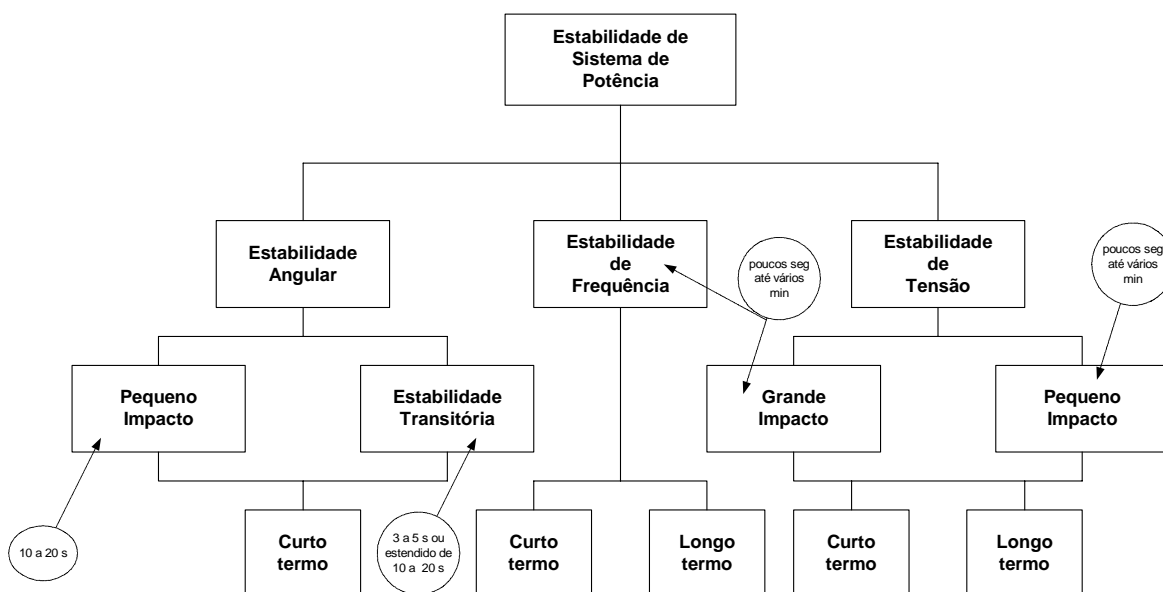 Estabilidade de
Sistema de
Potência
Estabilidade
Angular
Estabilidade
de
Frequência
poucos seg
até vários
min
Estabilidade
de
Tensão
poucos seg
até vários
min
Pequeno
Impacto
Estabilidade
Transitória
Grande
Impacto
Pequeno
Impacto
10 a 20 s
Curto
termo
3 a 5 s ou
estendido de
10 a 20 s
Curto
termo
Longo
termo
Curto
termo
Longo
termo